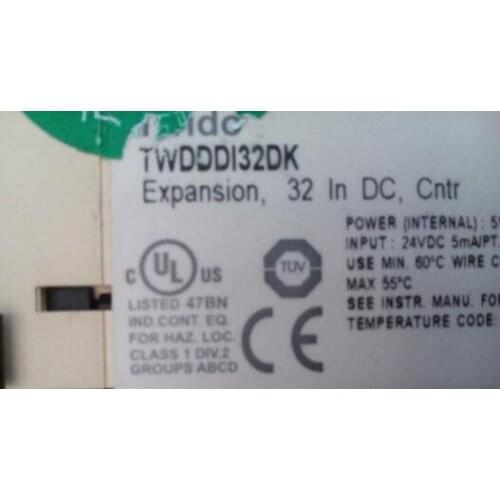 TWDDDI32DK
Expansion, 32 In DC, Cntr
POWER (INTERNAL) :
INPUT : 24VDC 5mA/PT.
USE MIN. 60°C WIRE
MAX 55°C
SEE INSTR. MANU. FOR
TEMPERATURE CODE:
C UL US
LISTED 47BN
IND.CONT. EQ.
FOR HAZ. LOC.
CLASS 1 DIV.2
GROUPS ABCD
TUV
CE